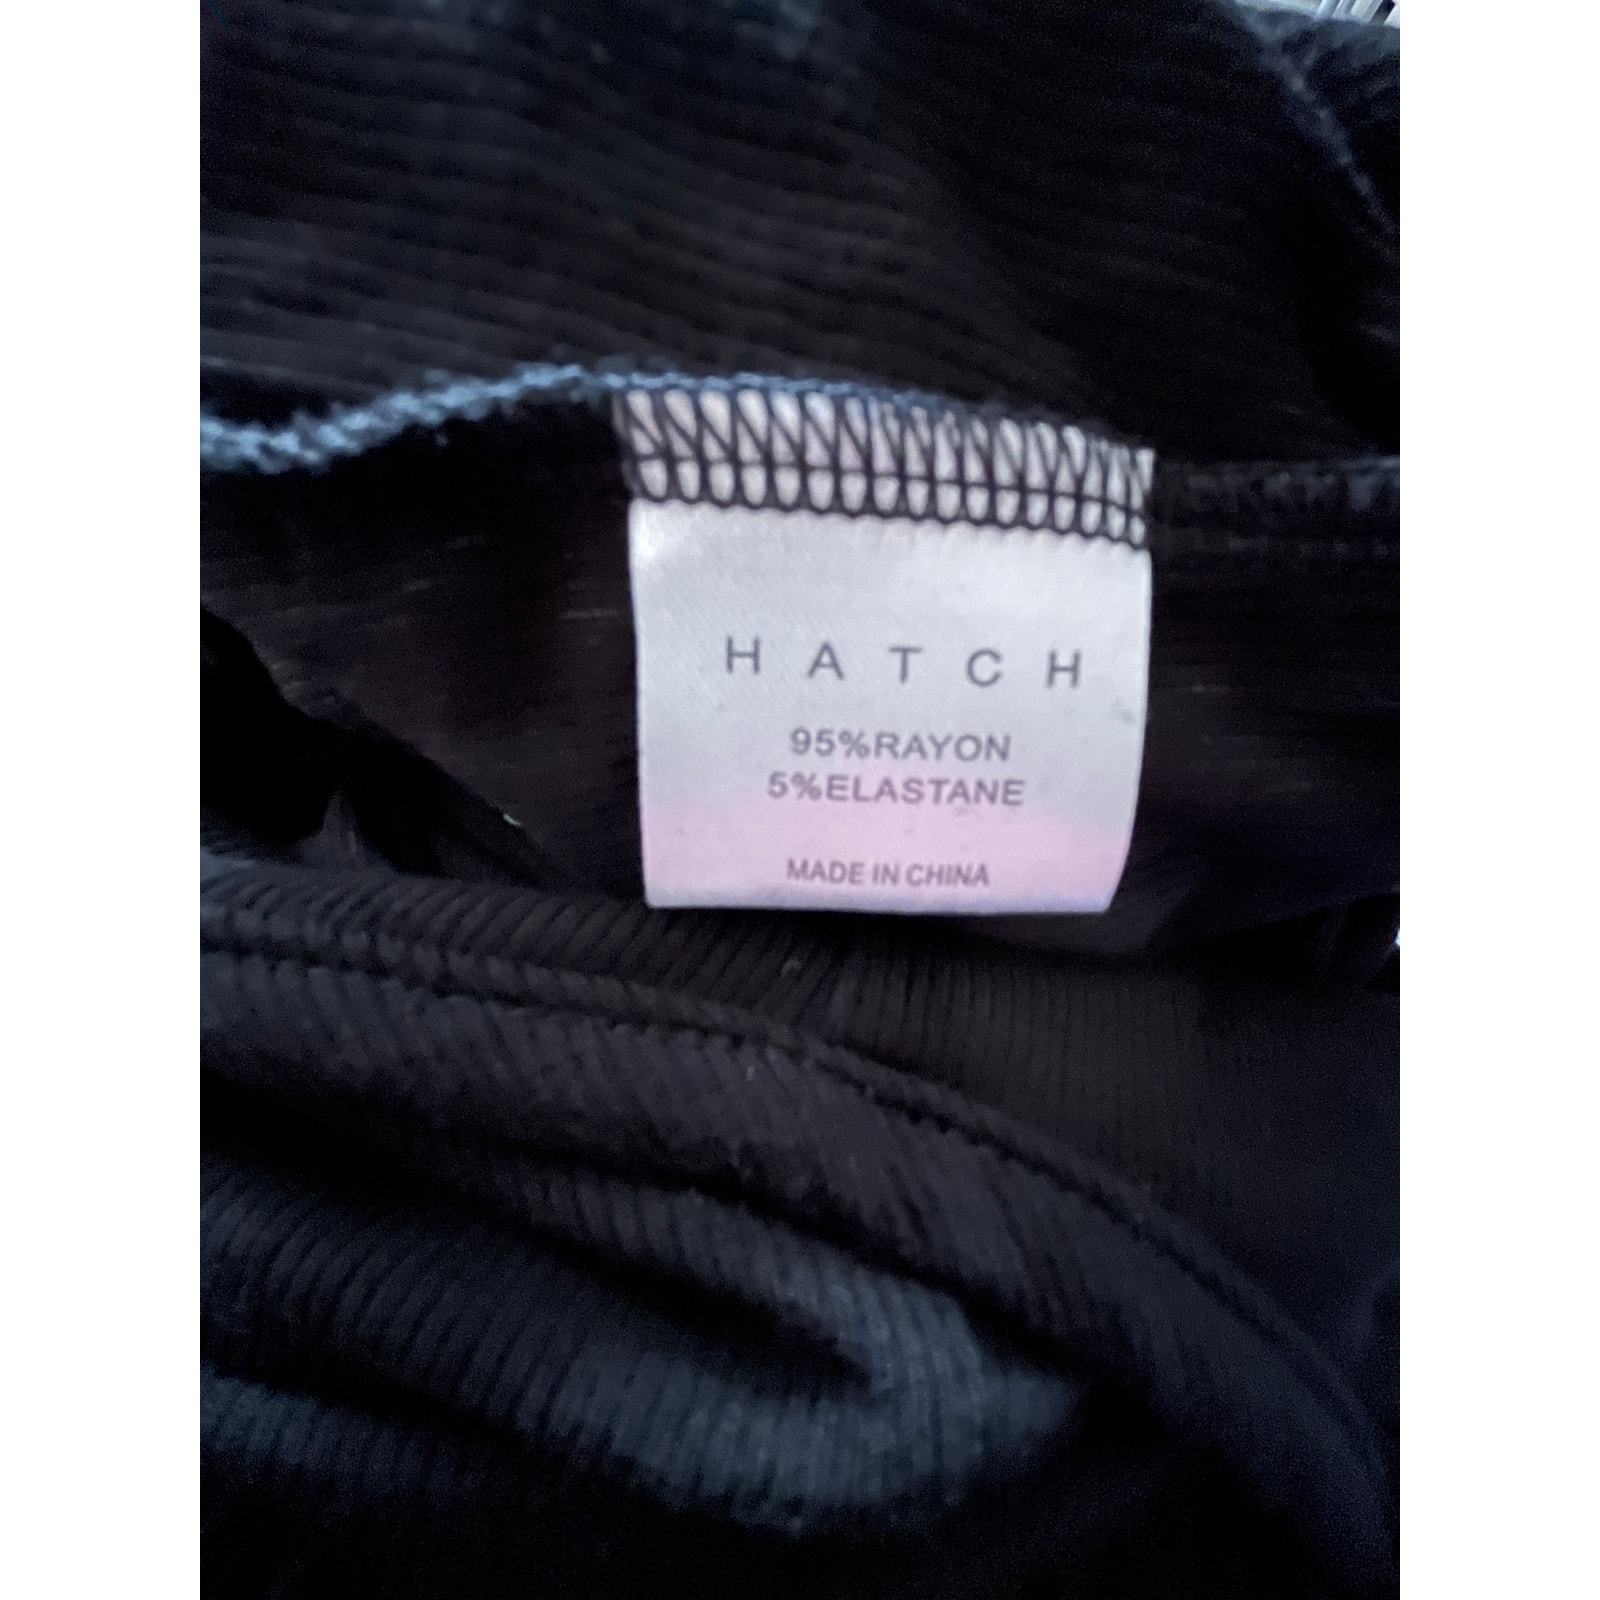 HATCH
95%RAYON
5%ELASTANE
MADE IN CHINA